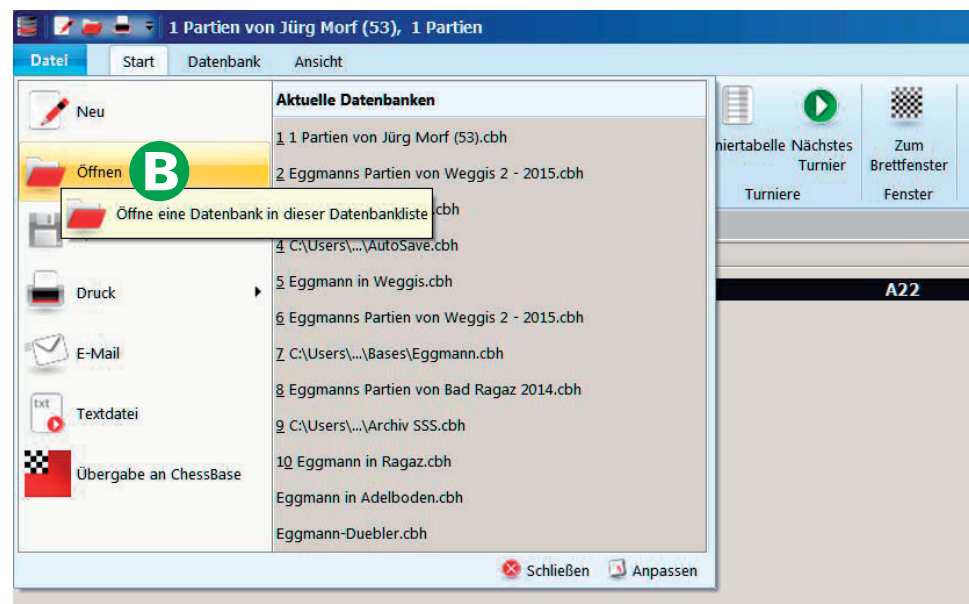 1 Partien von Jürg Morf (53), 1 Partien
Datei Start Datenbank Ansicht
Neu
Öffnen B
Öffne eine Datenbank in dieser Datenbankliste
Druck
E-Mail
txt
Textdatei
Übergabe an ChessBase
Aktuelle Datenbanken
1 1 Partien von Jürg Morf (53).cbh
2 Eggmanns Partien von Weggis 2 - 2015.cbh
.cbh
4 C:\Users\...\AutoSave.cbh
5 Eggmann in Weggis.cbh
6 Eggmanns Partien von Weggis 2 - 2015.cbh
7 C:\Users\...\Bases\Eggmann.cbh
8 Eggmanns Partien von Bad Ragaz 2014.cbh
9 C:\Users\...\Archiv SSS.cbh
10 Eggmann in Ragaz.cbh
Eggmann in Adelboden.cbh
Eggmann-Duebler.cbh
Schließen Anpassen
niertabelle Nächstes Turnier
Zum Brettfenster
Turniere Fenster
A22